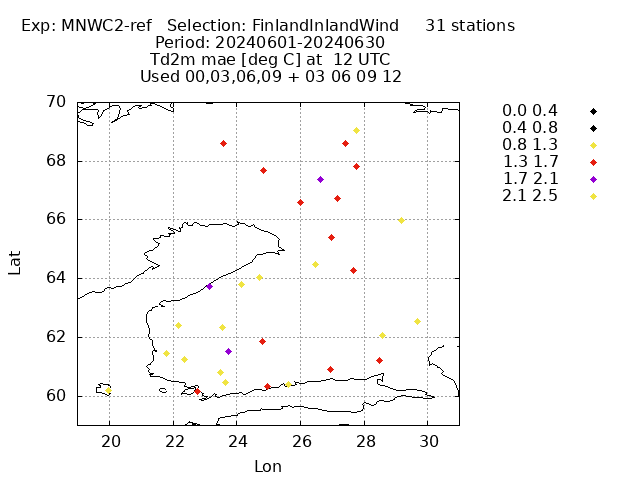 Exp: MNWC2-ref   Selection: FinlandInlandWind     31 stations
Period: 20240601-20240630
Td2m mae [deg C] at  12 UTC
Used 00,03,06,09 + 03 06 09 12
0.0 0.4
0.4 0.8
0.8 1.3
1.3 1.7
1.7 2.1
2.1 2.5
70
68
66
64
62
60
Lat
20 22 24 26 28 30
Lon